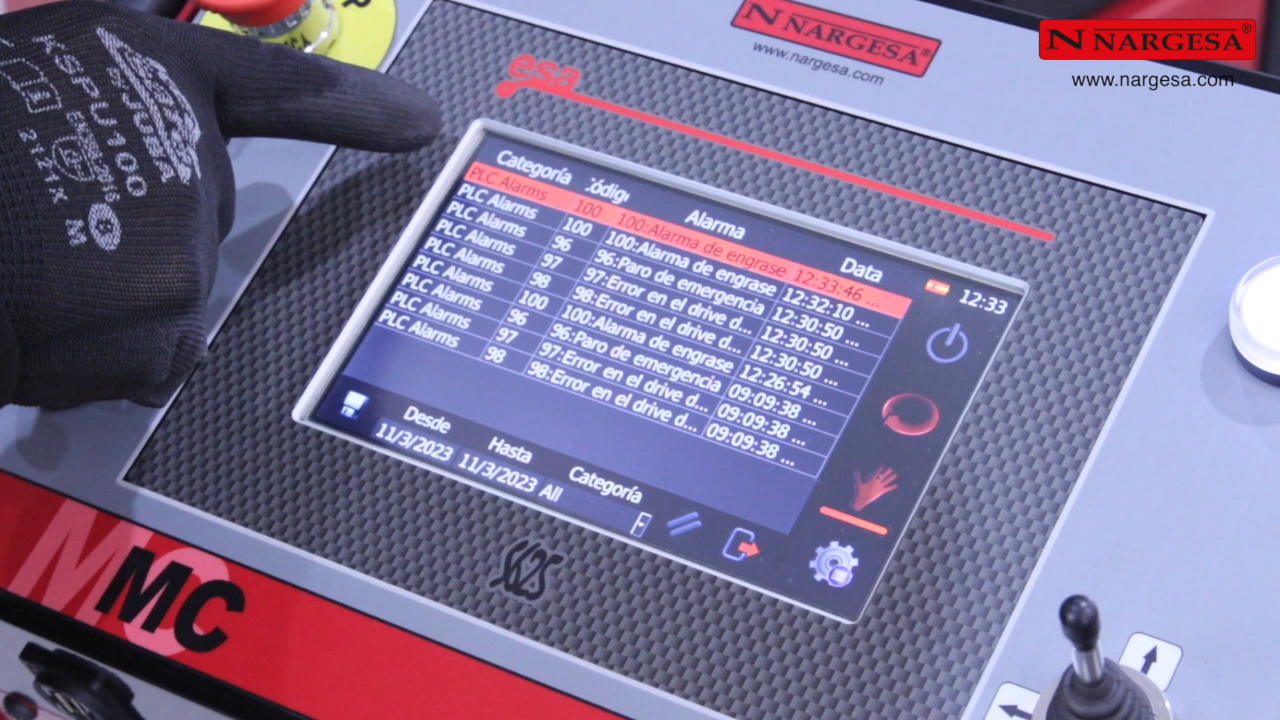 NARGESA®
www.nargesa.com
NARGESA®
www.nargesa.com
esa
JUBA
KSPU100
2121X
M
Categoría Alarma Data
12:33
PLC Alarms 100 100:Alarma de engrase 12:33:46 ...
PLC Alarms 100 100:Alarma de engrase 12:32:10 ...
PLC Alarms 96 96:Paro de emergencia 12:30:50 ...
PLC Alarms 97 97:Error en el drive d... 12:30:50 ...
PLC Alarms 98 98:Error en el drive d... 12:30:50 ...
PLC Alarms 100 100:Alarma de engrase 12:26:54 ...
PLC Alarms 96 96:Paro de emergencia 09:09:38 ...
PLC Alarms 97 97:Error en el drive d... 09:09:38 ...
PLC Alarms 98 98:Error en el drive d... 09:09:38 ...
Desde Hasta Categoría
11/3/2023 11/3/2023 All
MC
MC